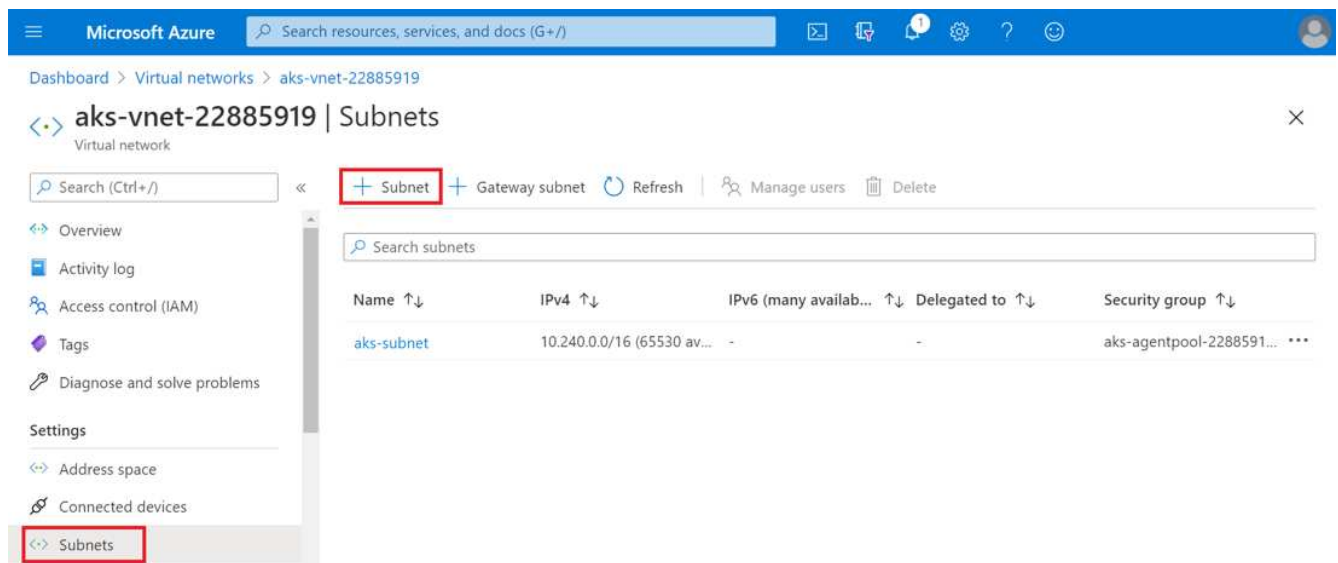 Microsoft Azure
Search resources, services, and docs (G+/)
1
Dashboard > Virtual networks > aks-vnet-22885919
aks-vnet-22885919 | Subnets
Virtual network
Search (Ctrl+/)
Subnet
Gateway subnet
Refresh
Manage users
Delete
Overview
Activity log
Access control (IAM)
Tags
Diagnose and solve problems
Settings
Address space
Connected devices
Subnets
Search subnets
Name ↑↓ IPv4 ↑↓ IPv6 (many availab... ↑↓ Delegated to ↑↓ Security group ↑↓
aks-subnet 10.240.0.0/16 (65530 av... - - aks-agentpool-2288591... •••